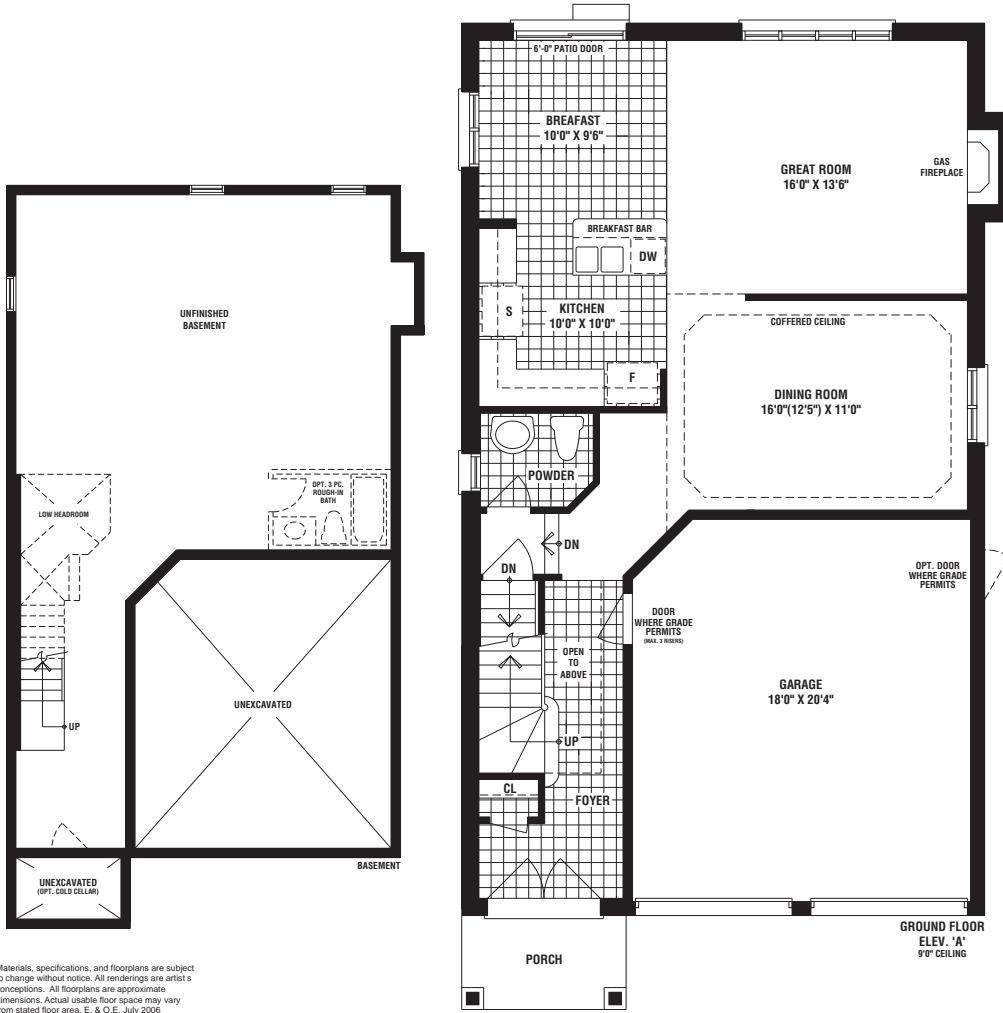 6'-0" PATIO DOOR
BREAFAST
10'0" X 9'6"
GREAT ROOM
16'0" X 13'6"
GAS
FIREPLACE
BREAKFAST BAR
DW
S
KITCHEN
10'0" X 10'0"
F
COFFERED CEILING
DINING ROOM
16'0"(12'5") X 11'0"
POWDER
DN
DN
OPT. DOOR
WHERE GRADE
PERMITS
DOOR
WHERE GRADE
PERMITS
(MAX. 3 RISERS)
OPEN
TO
ABOVE
GARAGE
18'0" X 20'4"
UP
CL
FOYER
PORCH
GROUND FLOOR
ELEV. 'A'
9'0" CEILING
UNFINISHED
BASEMENT
OPT. 3 PC.
ROUGH-IN
BATH
LOW HEADROOM
UNEXCAVATED
UP
BASEMENT
UNEXCAVATED
(OPT. COLD CELLAR)
Materials, specifications, and floorplans are subject
o change without notice. All renderings are artist s
onceptions. All floorplans are approximate
imensions. Actual usable floor space may vary
rom stated floor area. E. & O.E. July 2006